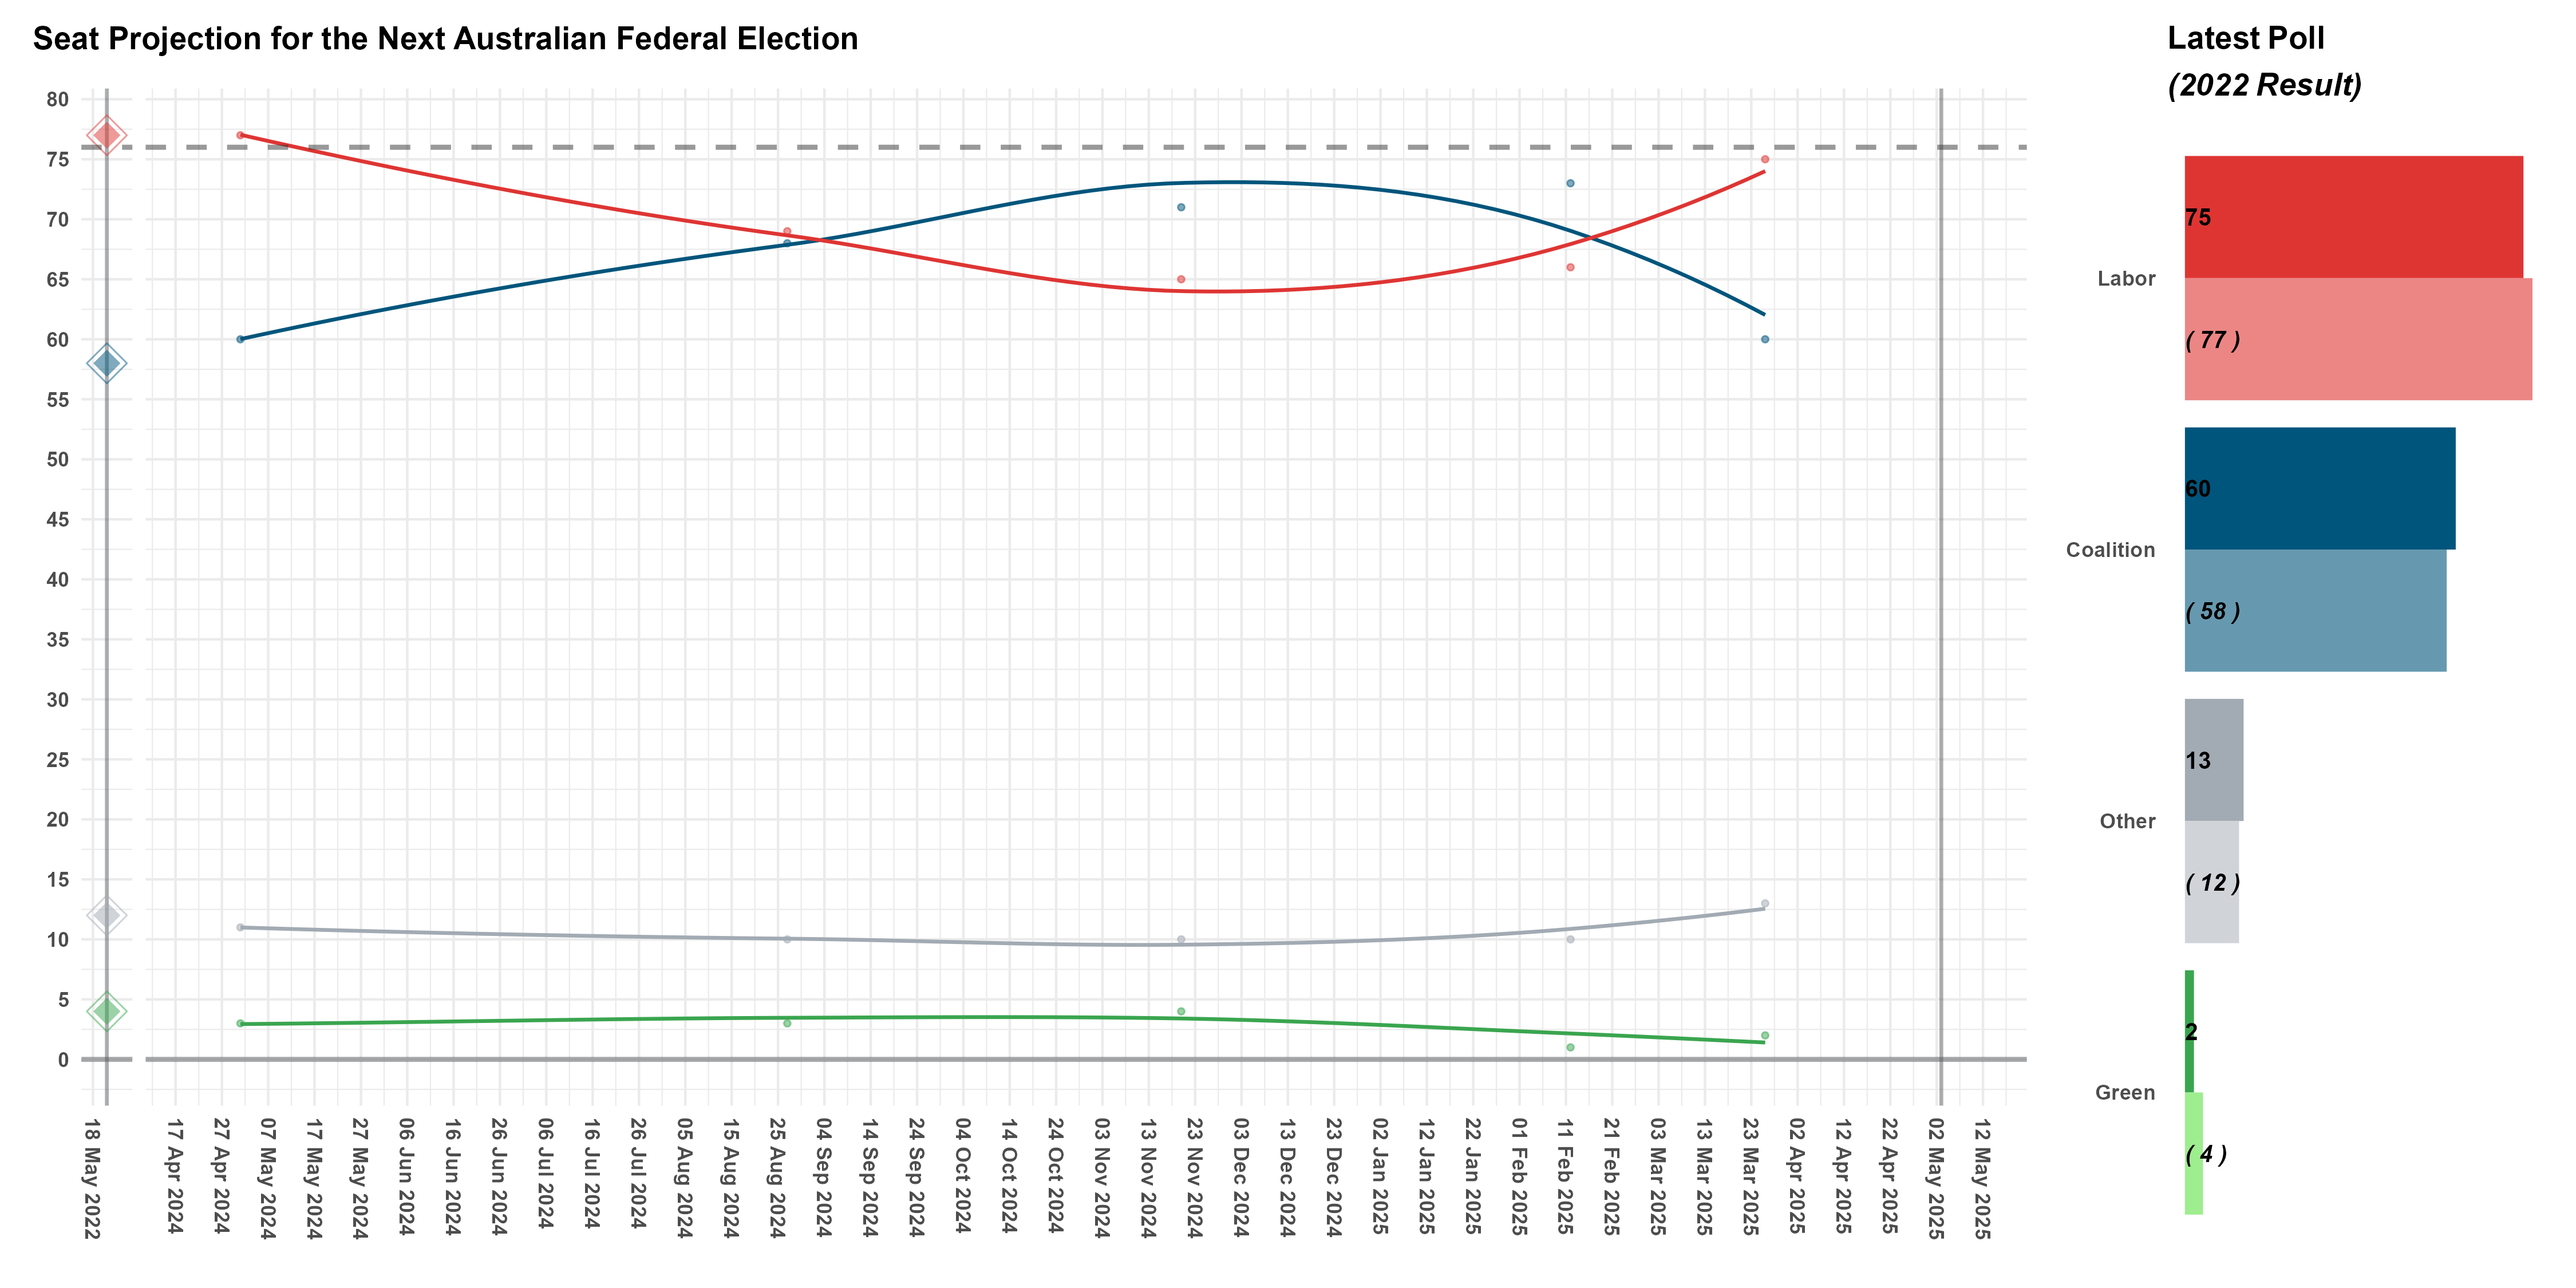 Seat Projection for the Next Australian Federal Election
80
75
70
65
60
55
50
45
40
35
30
25
20
15
10
5
0
18 May 2022
17 Apr 2024
27 Apr 2024
07 May 2024
17 May 2024
27 May 2024
06 Jun 2024
16 Jun 2024
26 Jun 2024
06 Jul 2024
16 Jul 2024
26 Jul 2024
05 Aug 2024
15 Aug 2024
25 Aug 2024
04 Sep 2024
14 Sep 2024
24 Sep 2024
04 Oct 2024
14 Oct 2024
24 Oct 2024
03 Nov 2024
13 Nov 2024
23 Nov 2024
03 Dec 2024
13 Dec 2024
23 Dec 2024
02 Jan 2025
12 Jan 2025
22 Jan 2025
01 Feb 2025
11 Feb 2025
21 Feb 2025
03 Mar 2025
13 Mar 2025
23 Mar 2025
02 Apr 2025
12 Apr 2025
22 Apr 2025
02 May 2025
12 May 2025
Latest Poll
(2022 Result)
Labor
75
( 77 )
Coalition
60
( 58 )
Other
13
( 12 )
Green
2
( 4 )